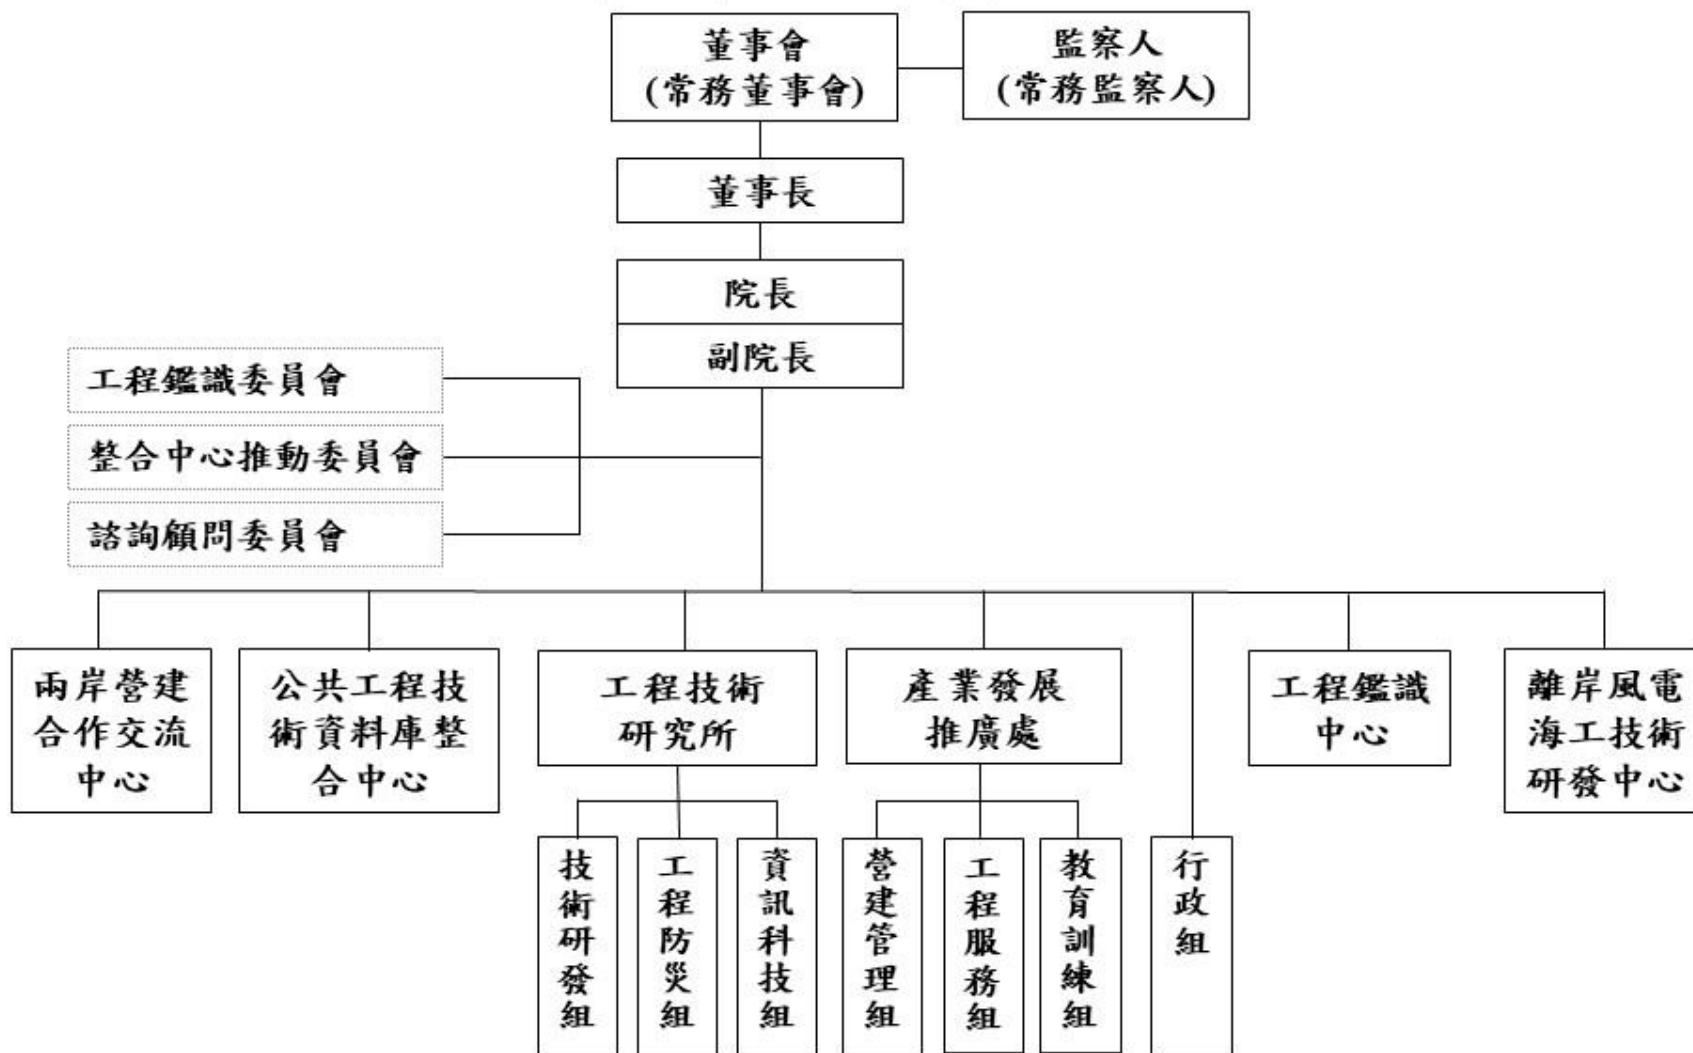 董事會
(常務董事會)
監察人
(常務監察人)
董事長
院長
副院長
工程鑑識委員會
整合中心推動委員會
諮詢顧問委員會
兩岸營建
合作交流
中心
公共工程技
術資料庫整
合中心
工程技術
研究所
產業發展
推廣處
工程鑑識
中心
離岸風電
海工技術
研發中心
技術研發組
工程防災組
資訊科技組
營建管理組
工程服務組
教育訓練組
行政組